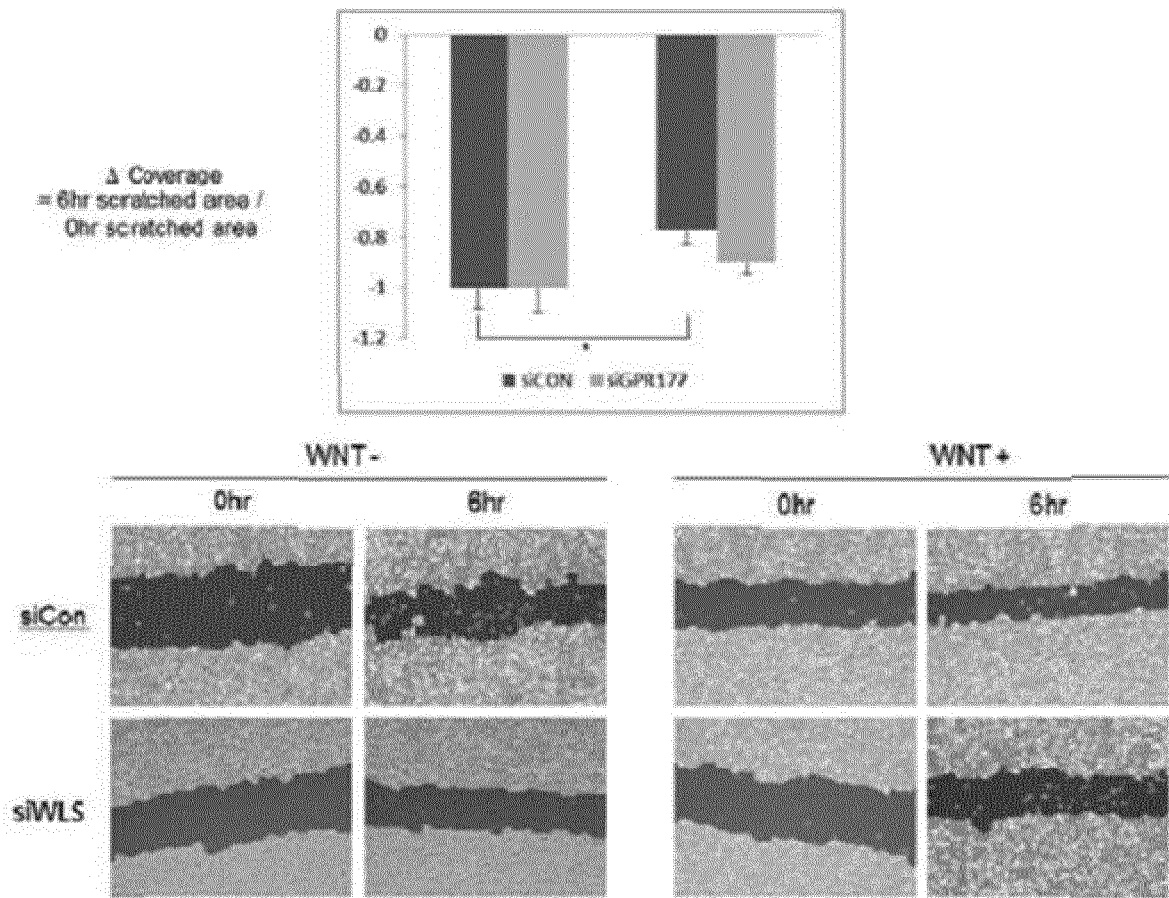 0
-0.2
-0.4
-0.6
-0.8
-1
-1.2
Δ Coverage
= 6hr scratched area /
0hr scratched area
*
siCON siGPR177
WNT - WNT +
0hr 6hr 0hr 6hr
siCon
siWLS